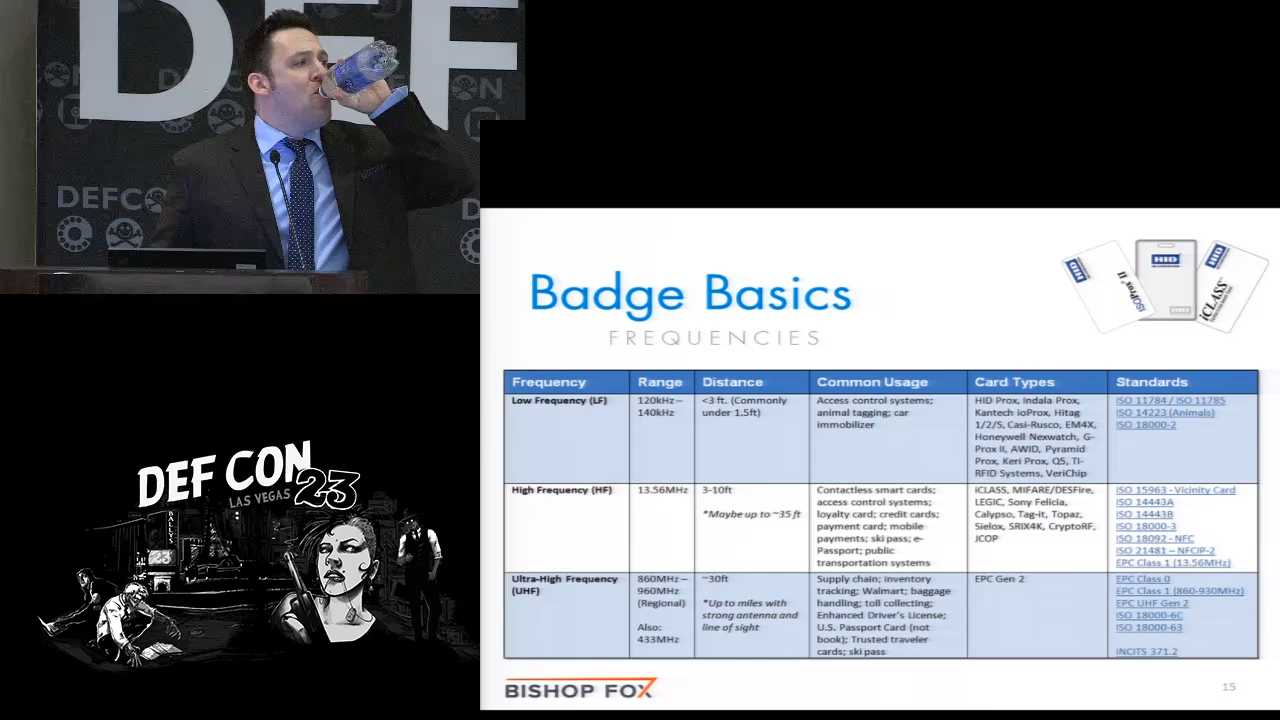 DEF
DEFCON
DEFC
DEF CON 23
LAS VEGAS
HID
ISOProx II
HID
HID
iCLASS
Badge Basics
FREQUENCIES
Frequency Range Distance Common Usage Card Types Standards
Low Frequency (LF)
120kHz –
140kHz
<3 ft. (Commonly
under 1.5ft)
Access control systems;
animal tagging; car
immobilizer
HID Prox, Indala Prox,
Kantech ioProx, Hitag
1/2/S, Casi-Rusco, EM4X,
Honeywell Nexwatch, G-
Prox II, AWID, Pyramid
Prox, Keri Prox, Q5, TI-
RFID Systems, VeriChip
ISO 11784 / ISO 11785
ISO 14223 (Animals)
ISO 18000-2
High Frequency (HF)
13.56MHz
3-10ft
*Maybe up to ~35 ft
Contactless smart cards;
access control systems;
loyalty card; credit cards;
payment card; mobile
payments; ski pass; e-
Passport; public
transportation systems
iCLASS, MIFARE/DESFire,
LEGIC, Sony Felicia,
Calypso, Tag-it, Topaz,
Sielox, SRIX4K, CryptoRF,
JCOP
ISO 15963 - Vicinity Card
ISO 14443A
ISO 14443B
ISO 18000-3
ISO 18092 - NFC
ISO 21481 – NFCIP-2
EPC Class 1 (13.56MHz)
Ultra-High Frequency
(UHF)
860MHz –
960MHz
(Regional)
Also:
433MHz
~30ft
*Up to miles with
strong antenna and
line of sight
Supply chain; inventory
tracking; Walmart; baggage
handling; toll collecting;
Enhanced Driver's License;
U.S. Passport Card (not
book); Trusted traveler
cards; ski pass
EPC Gen 2
EPC Class 0
EPC Class 1 (860-930MHz)
EPC UHF Gen 2
ISO 18000-6C
ISO 18000-63
INCITS 371.2
BISHOP FOX
15